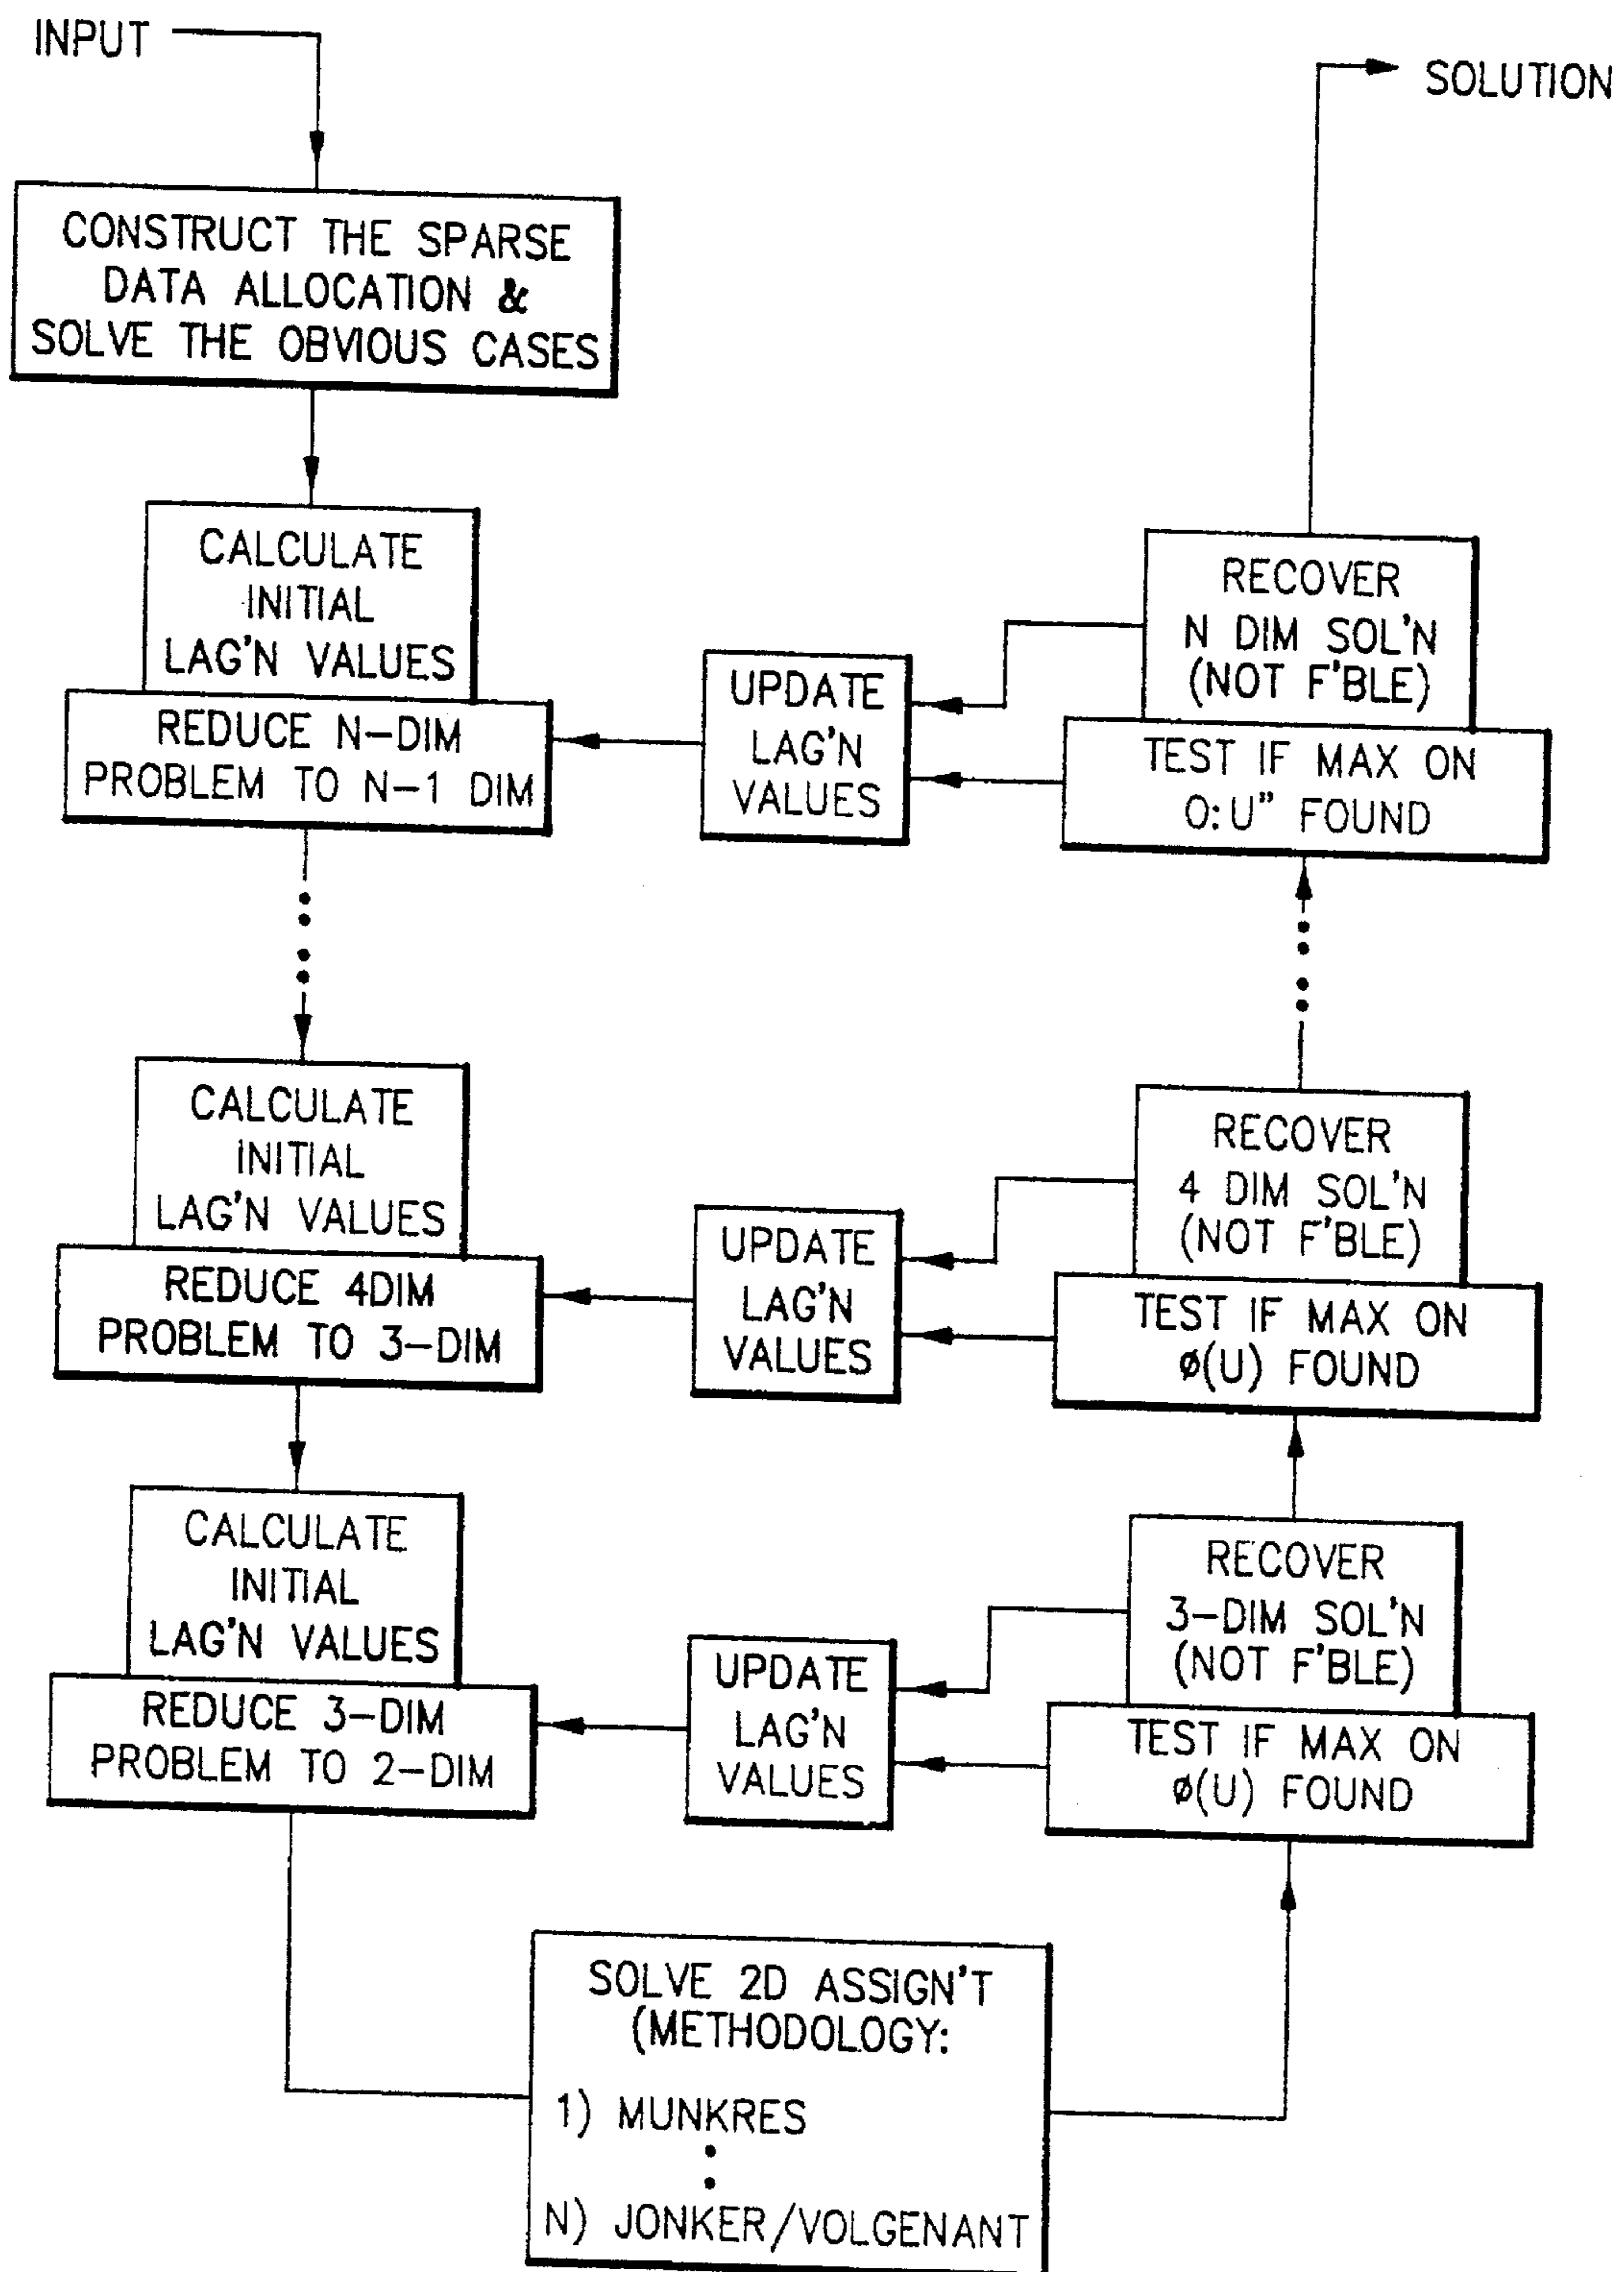 INPUT
SOLUTION
CONSTRUCT THE SPARSE
DATA ALLOCATION &
SOLVE THE OBVIOUS CASES
CALCULATE
INITIAL
LAG'N VALUES
REDUCE N-DIM
PROBLEM TO N-1 DIM
UPDATE
LAG'N
VALUES
RECOVER
N DIM SOL'N
(NOT F'BLE)
TEST IF MAX ON
O:U" FOUND
CALCULATE
INITIAL
LAG'N VALUES
REDUCE 4DIM
PROBLEM TO 3-DIM
UPDATE
LAG'N
VALUES
RECOVER
4 DIM SOL'N
(NOT F'BLE)
TEST IF MAX ON
ø(U) FOUND
CALCULATE
INITIAL
LAG'N VALUES
REDUCE 3-DIM
PROBLEM TO 2-DIM
UPDATE
LAG'N
VALUES
RECOVER
3-DIM SOL'N
(NOT F'BLE)
TEST IF MAX ON
ø(U) FOUND
SOLVE 2D ASSIGN'T
(METHODOLOGY:
1) MUNKRES
N) JONKER/VOLGENANT